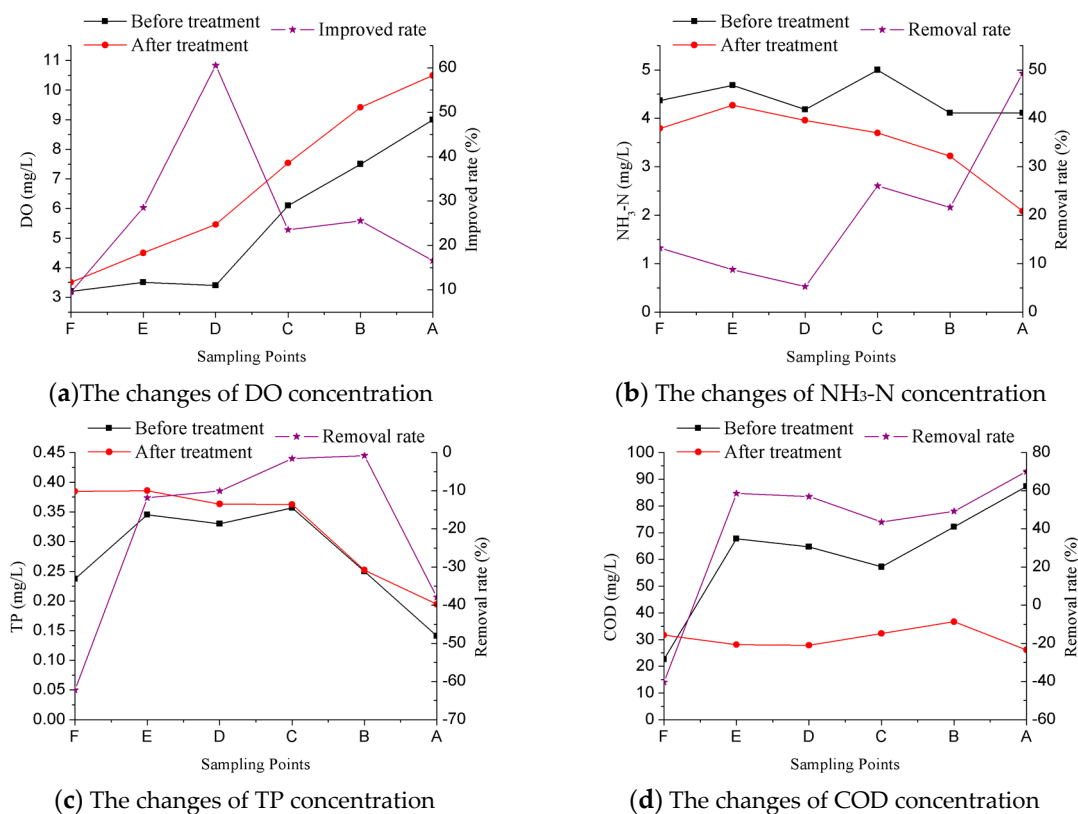 Before treatment
After treatment
Improved rate
11
10
9
8
7
6
5
4
3
DO (mg/L)
60
50
40
30
20
10
Improved rate (%)
F E D C B A
Sampling Points
(a)The changes of DO concentration
Before treatment
After treatment
Removal rate
5
4
3
2
1
0
NH3-N (mg/L)
50
40
30
20
10
0
Removal rate (%)
F E D C B A
Sampling Points
(b) The changes of NH3-N concentration
Before treatment
After treatment
Removal rate
0.45
0.40
0.35
0.30
0.25
0.20
0.15
0.10
0.05
0.00
TP (mg/L)
0
-10
-20
-30
-40
-50
-60
-70
Removal rate (%)
F E D C B A
Sampling Points
(c) The changes of TP concentration
Before treatment
After treatment
Removal rate
100
90
80
70
60
50
40
30
20
10
0
COD (mg/L)
80
60
40
20
0
-20
-40
-60
Removal rate (%)
F E D C B A
Sampling Points
(d) The changes of COD concentration